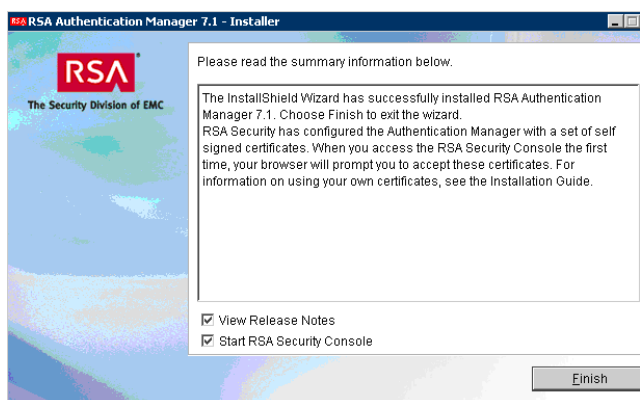 RSA RSA Authentication Manager 7.1 - Installer
RSA
The Security Division of EMC
Please read the summary information below.
The InstallShield Wizard has successfully installed RSA Authentication
Manager 7.1. Choose Finish to exit the wizard.
RSA Security has configured the Authentication Manager with a set of self
signed certificates. When you access the RSA Security Console the first
time, your browser will prompt you to accept these certificates. For
information on using your own certificates, see the Installation Guide.
View Release Notes
Start RSA Security Console
Finish